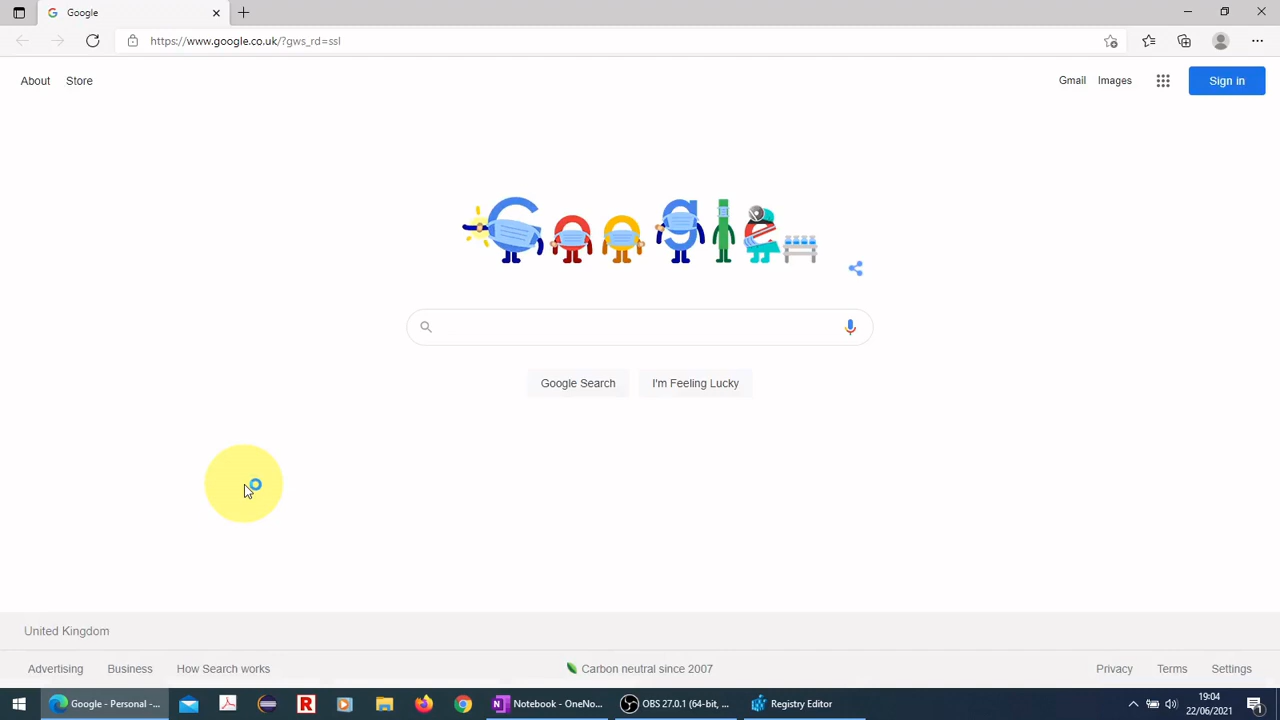 Google
https://www.google.co.uk/?gws_rd=ssl
About Store
Gmail Images Sign in
Google
Google Search I'm Feeling Lucky
United Kingdom
Advertising Business How Search works Carbon neutral since 2007 Privacy Terms Settings
Google - Personal -... Notebook - OneNo... OBS 27.0.1 (64-bit, ... Registry Editor 19:04
22/06/2021